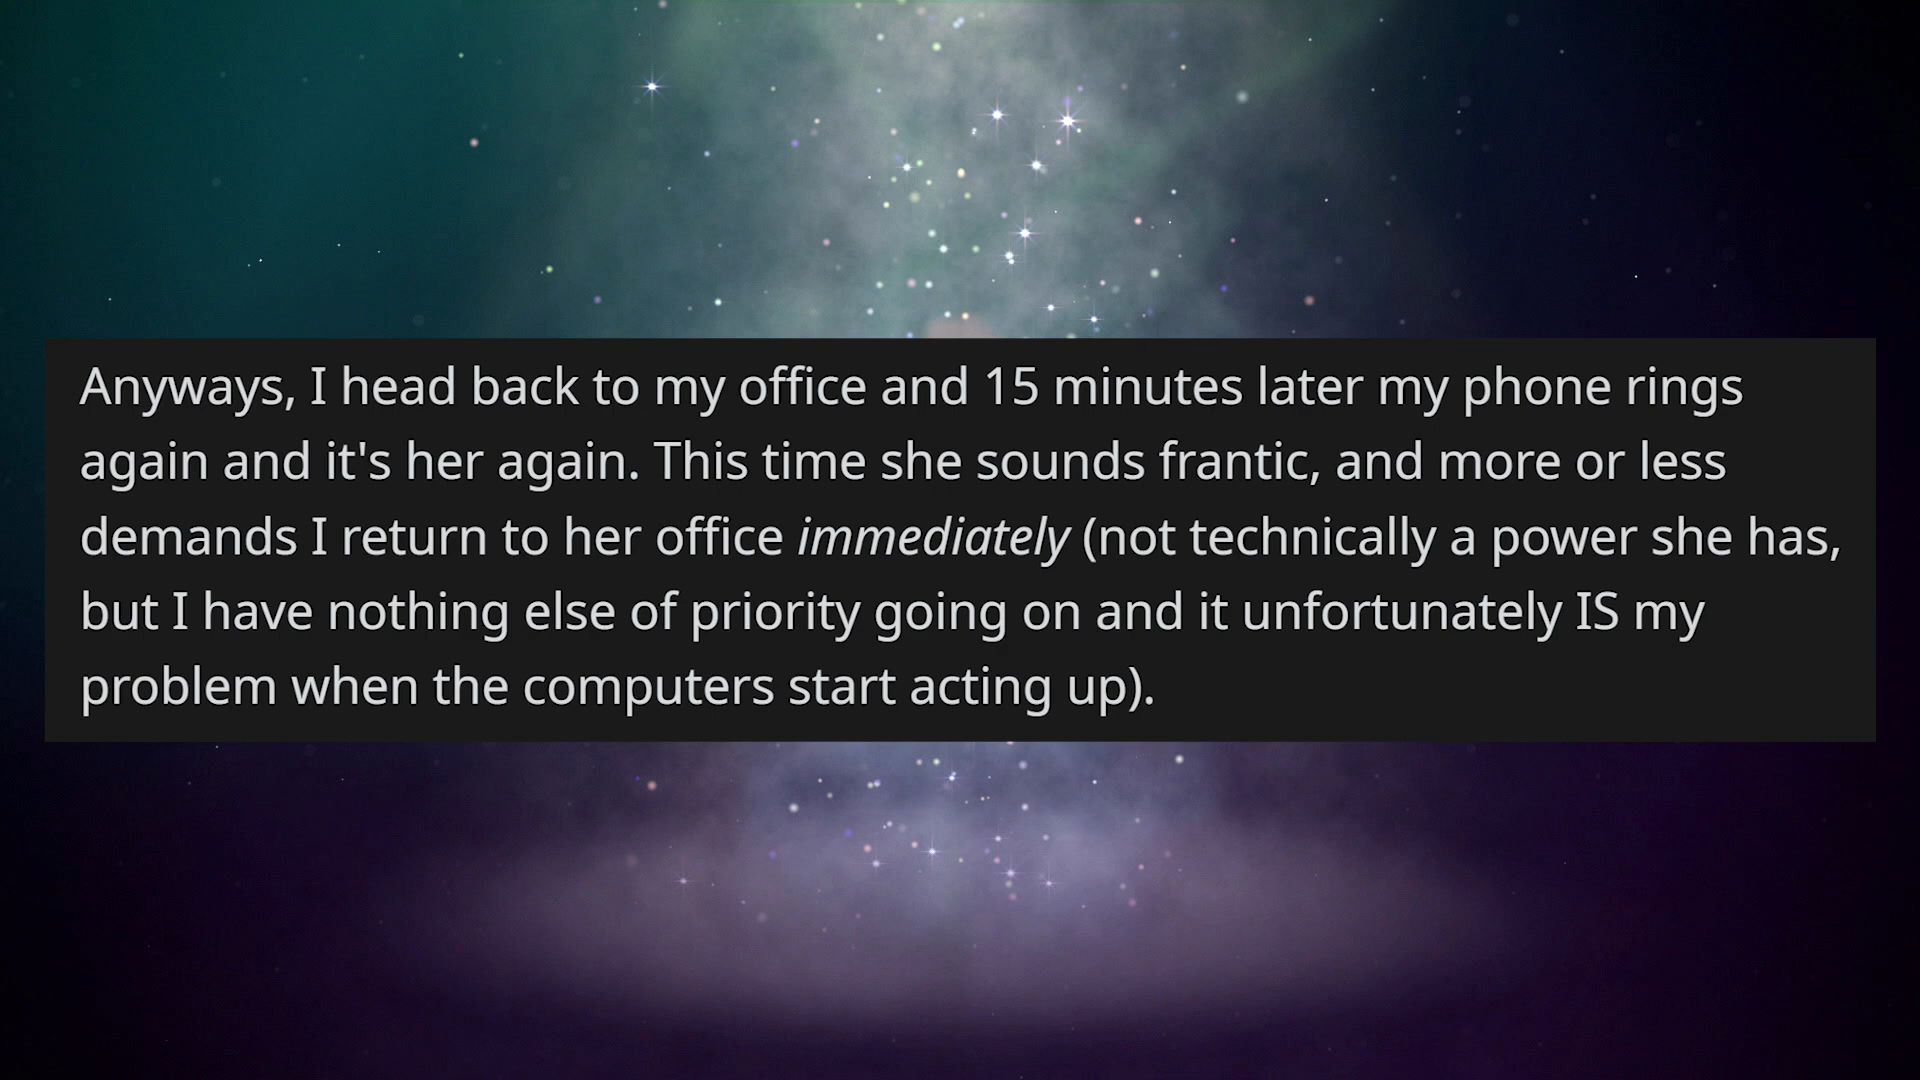 Anyways, I head back to my office and 15 minutes later my phone rings
again and it's her again. This time she sounds frantic, and more or less
demands I return to her office immediately (not technically a power she has,
but I have nothing else of priority going on and it unfortunately IS my
problem when the computers start acting up).